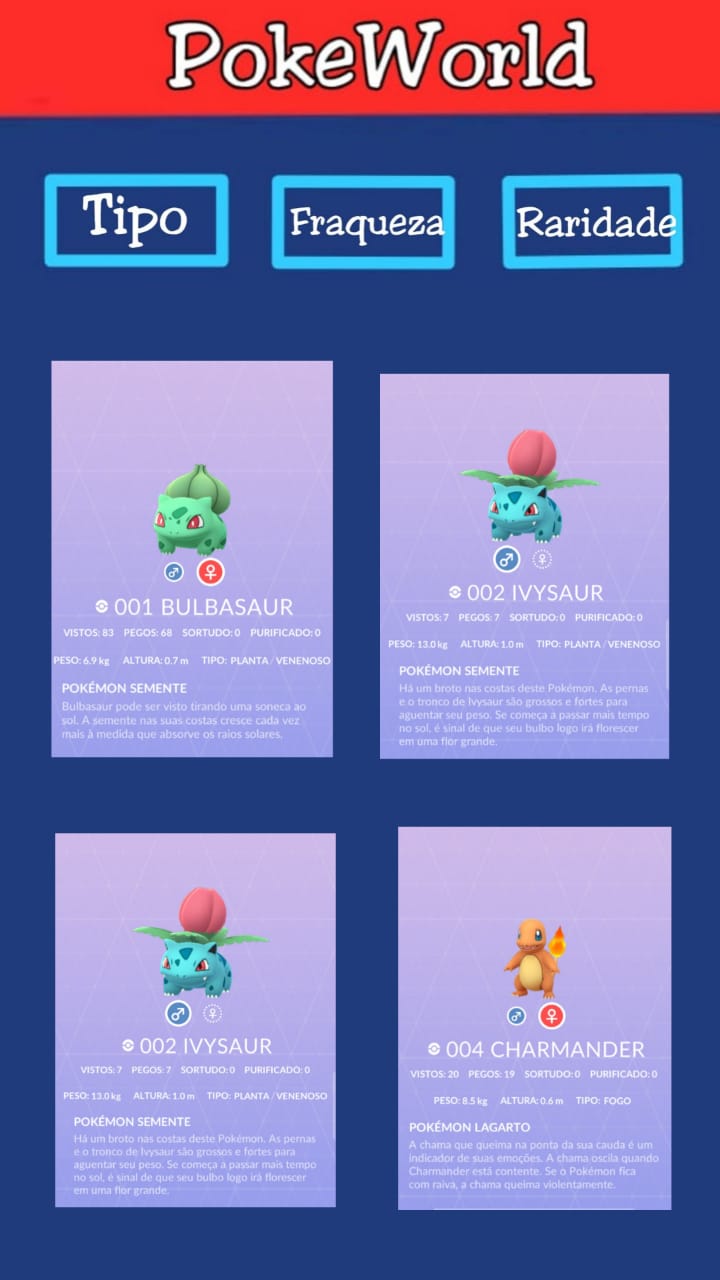 PokeWorld
Tipo
Fraqueza
Raridade
001 BULBASAUR
VISTOS: 83 PEGOS: 68 SORTUDO: 0 PURIFICADO: 0
PESO: 6.9 kg ALTURA: 0.7 m TIPO: PLANTA / VENENOSO
POKÉMON SEMENTE
Bulbasaur pode ser visto tirando uma soneca ao
sol. A semente nas suas costas cresce cada vez
mais à medida que absorve os raios solares.
002 IVYSAUR
VISTOS: 7 PEGOS: 7 SORTUDO: 0 PURIFICADO: 0
PESO: 13.0 kg ALTURA: 1.0 m TIPO: PLANTA / VENENOSO
POKÉMON SEMENTE
Há um broto nas costas deste Pokémon. As pernas
e o tronco de Ivysaur são grossos e fortes para
aguentar seu peso. Se começa a passar mais tempo
no sol, é sinal de que seu bulbo logo irá florescer
em uma flor grande.
002 IVYSAUR
VISTOS: 7 PEGOS: 7 SORTUDO: 0 PURIFICADO: 0
PESO: 13.0 kg ALTURA: 1.0 m TIPO: PLANTA / VENENOSO
POKÉMON SEMENTE
Há um broto nas costas deste Pokémon. As pernas
e o tronco de Ivysaur são grossos e fortes para
aguentar seu peso. Se começa a passar mais tempo
no sol, é sinal de que seu bulbo logo irá florescer
em uma flor grande.
004 CHARMANDER
VISTOS: 20 PEGOS: 19 SORTUDO: 0 PURIFICADO: 0
PESO: 8.5 kg ALTURA: 0.6 m TIPO: FOGO
POKÉMON LAGARTO
A chama que queima na ponta da sua cauda é um
indicador de suas emoções. A chama oscila quando
Charmander está contente. Se o Pokémon fica
com raiva, a chama queima violentamente.